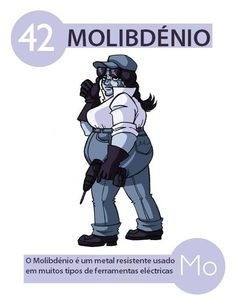 42 MOLIBDÉNIO
O Molibdénio é um metal resistente usado
em muitos tipos de ferramentas eléctricas
Mo